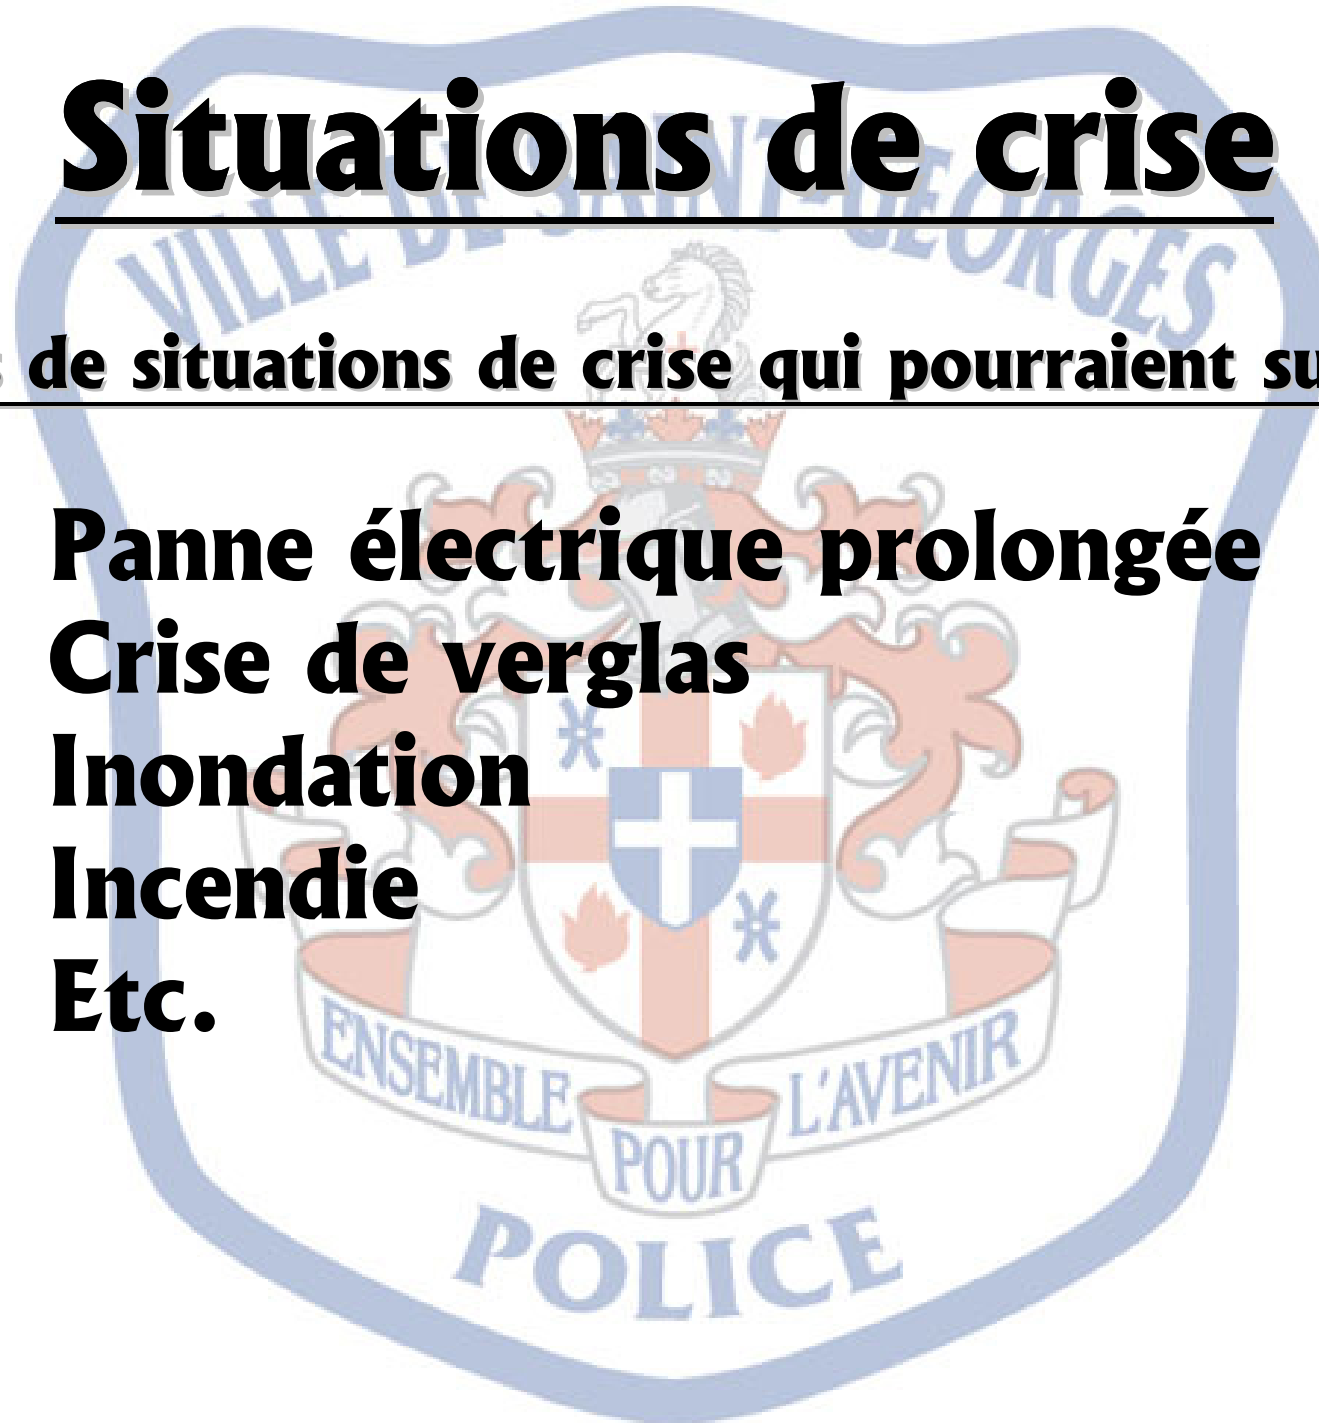 Situations de crise
VILLE DE SAINT-GEORGES
de situations de crise qui pourraient
Panne électrique prolongée
Crise de verglas
Inondation
Incendie
Etc.
ENSEMBLE POUR L'AVENIR
POLICE